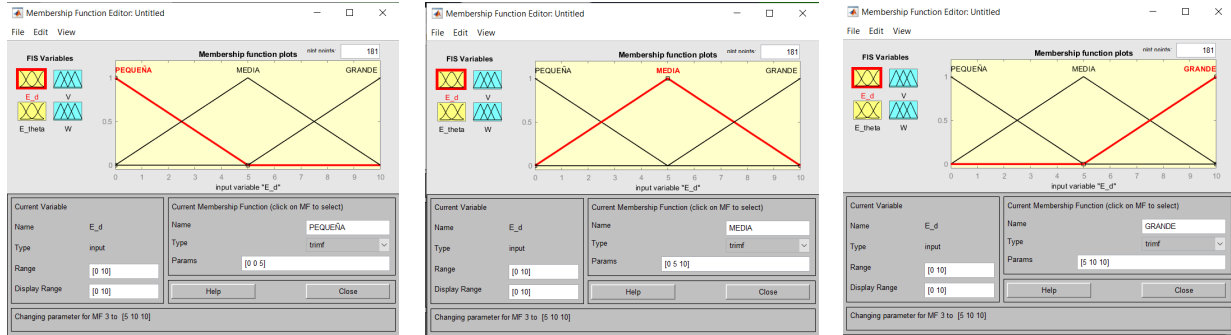 Membership Function Editor: Untitled
File Edit View
FIS Variables
Membership function plots
plot points:
181
E_d
V
E_theta
W
PEQUEÑA
MEDIA
GRANDE
1
0.5
0
0 1 2 3 4 5 6 7 8 9 10
input variable "E_d"
Current Variable
Name E_d
Type input
Range [0 10]
Display Range [0 10]
Current Membership Function (click on MF to select)
Name PEQUEÑA
Type trimf
Params [0 0 5]
Help Close
Changing parameter for MF 3 to [5 10 10]
Membership Function Editor: Untitled
File Edit View
FIS Variables
Membership function plots
plot points:
181
E_d
V
E_theta
W
PEQUEÑA
MEDIA
GRANDE
1
0.5
0
0 1 2 3 4 5 6 7 8 9 10
input variable "E_d"
Current Variable
Name E_d
Type input
Range [0 10]
Display Range [0 10]
Current Membership Function (click on MF to select)
Name MEDIA
Type trimf
Params [0 5 10]
Help Close
Changing parameter for MF 3 to [5 10 10]
Membership Function Editor: Untitled
File Edit View
FIS Variables
Membership function plots
plot points:
181
E_d
V
E_theta
W
PEQUEÑA
MEDIA
GRANDE
1
0.5
0
0 1 2 3 4 5 6 7 8 9 10
input variable "E_d"
Current Variable
Name E_d
Type input
Range [0 10]
Display Range [0 10]
Current Membership Function (click on MF to select)
Name GRANDE
Type trimf
Params [5 10 10]
Help Close
Changing parameter for MF 3 to [5 10 10]